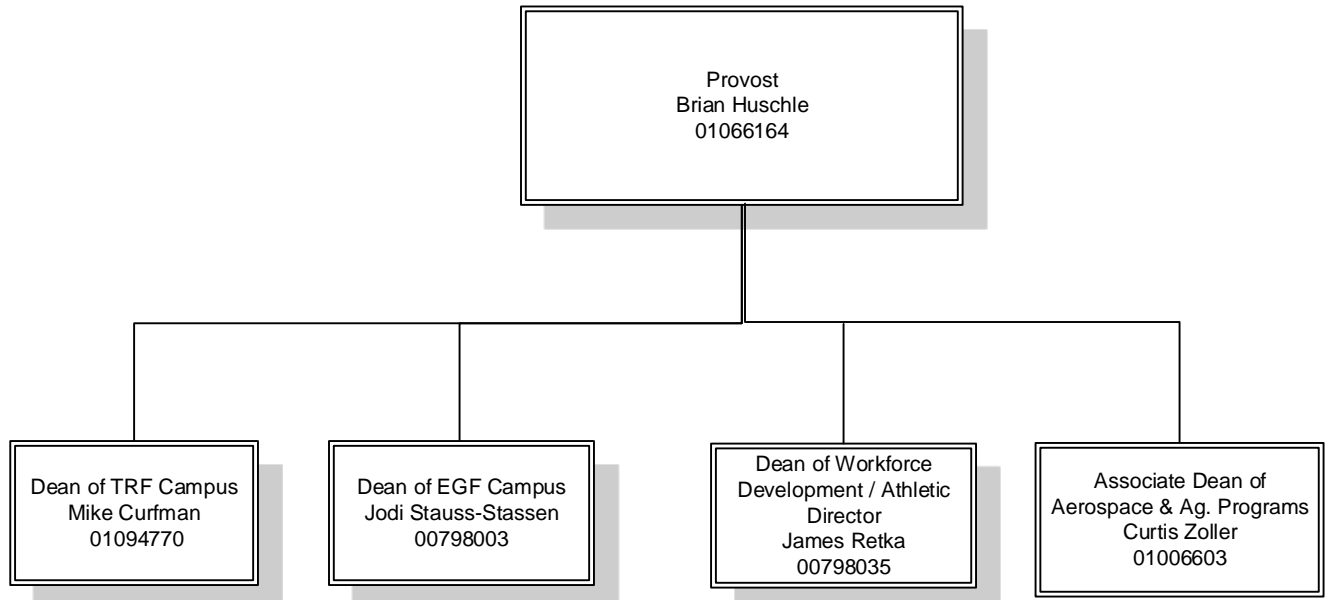 Provost
Brian Huschle
01066164
Dean of TRF Campus
Mike Curfman
01094770
Dean of EGF Campus
Jodi Stauss-Stassen
00798003
Dean of Workforce
Development / Athletic
Director
James Retka
00798035
Associate Dean of
Aerospace & Ag. Programs
Curtis Zoller
01006603